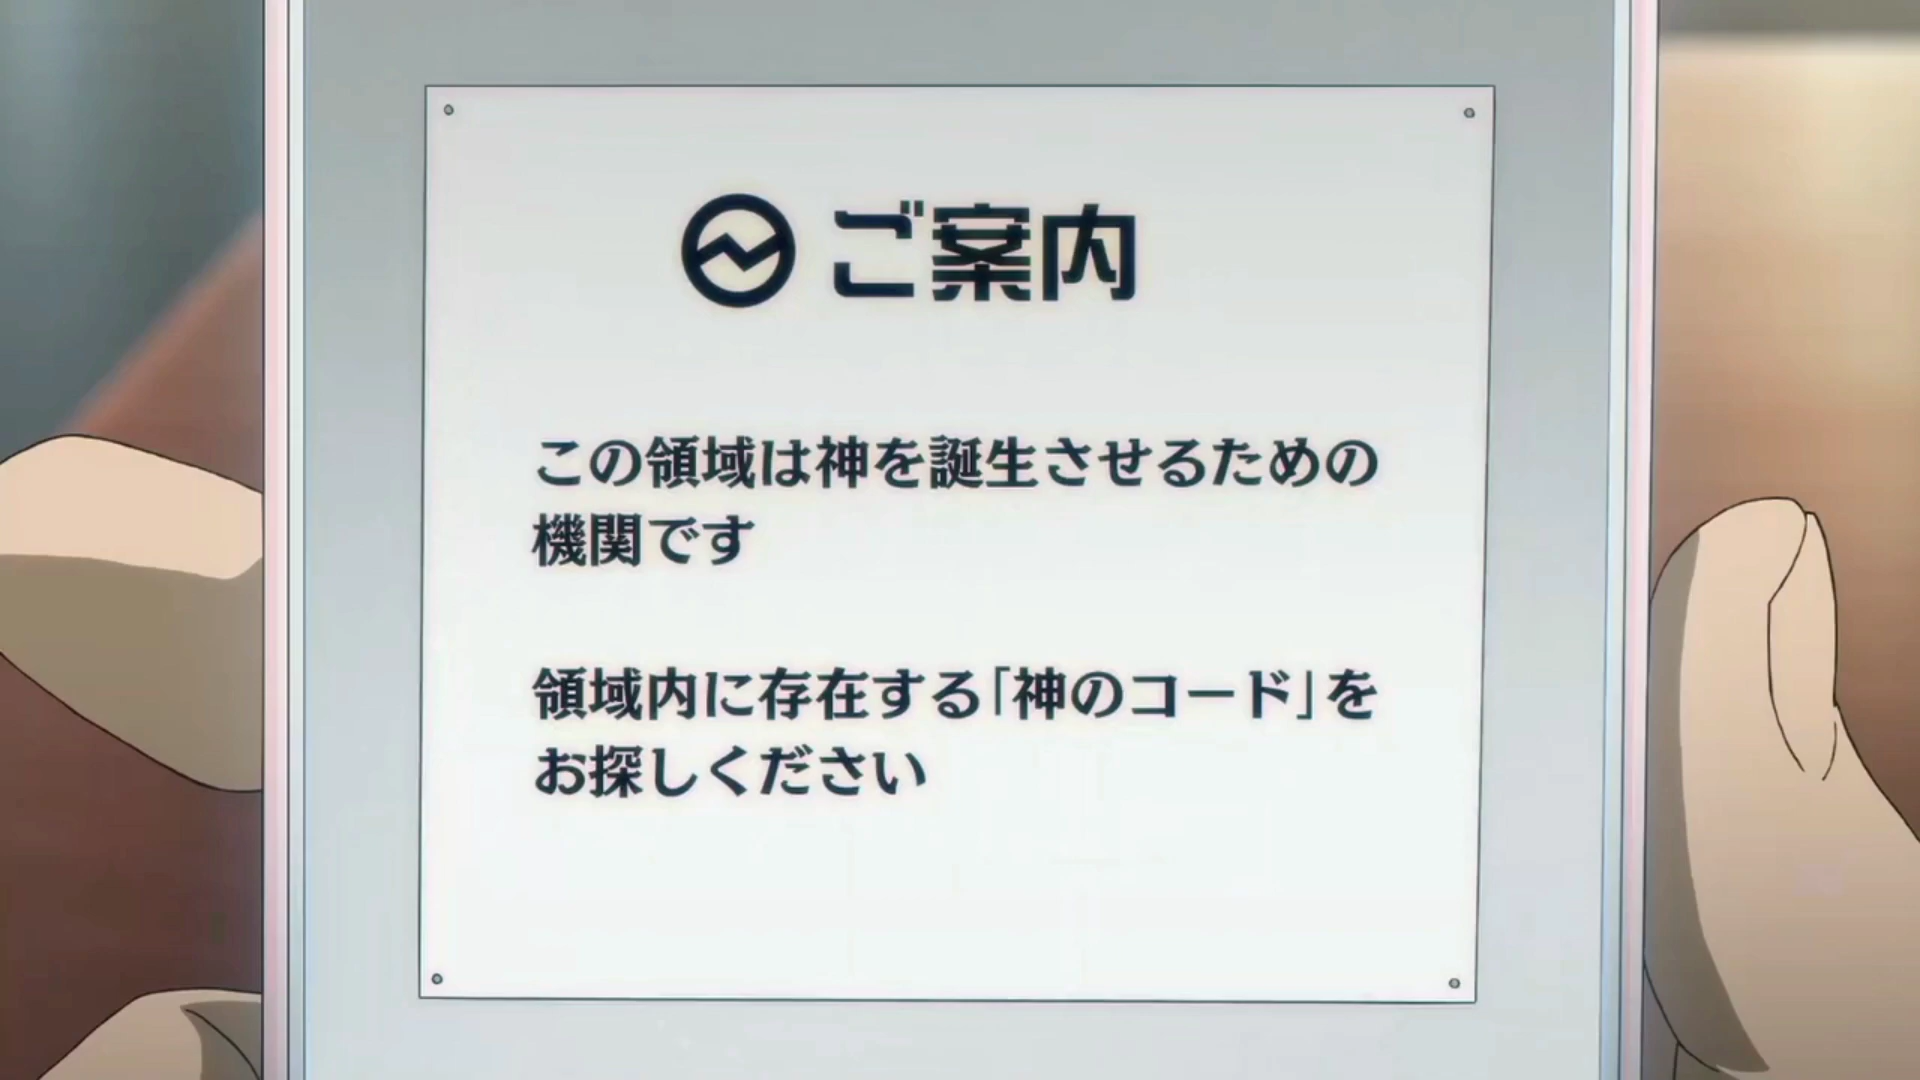 ご案内
この領域は神を誕生させるための
機関です
領域内に存在する「神のコード」を
お探しください